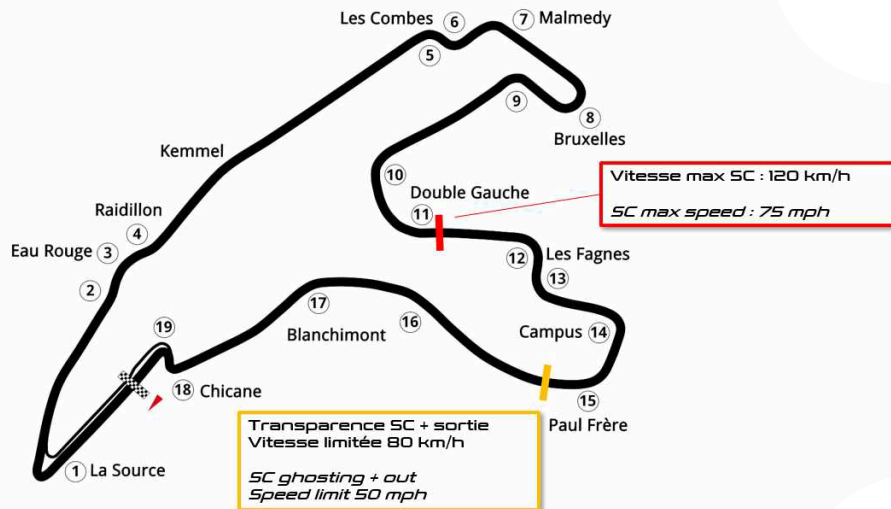 Les Combes
6
7
Malmedy
5
9
8
Bruxelles
Kemmel
10
Double Gauche
11
Vitesse max SC : 120 km/h
SC max speed : 75 mph
Raidillon
4
Eau Rouge
3
2
12
Les Fagnes
13
17
16
Blanchimont
Campus
14
19
18
Chicane
15
Paul Frère
1
La Source
Transparence SC + sortie
Vitesse limitée 80 km/h
SC ghosting + out
Speed limit 50 mph